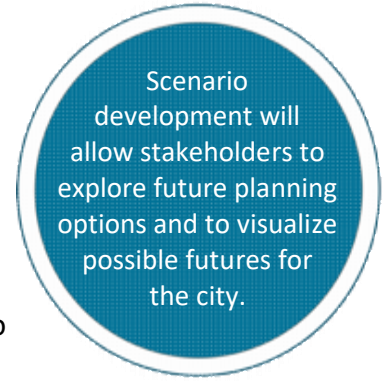 Scenario
development will
allow stakeholders to
explore future planning
options and to visualize
possible futures for
the city.